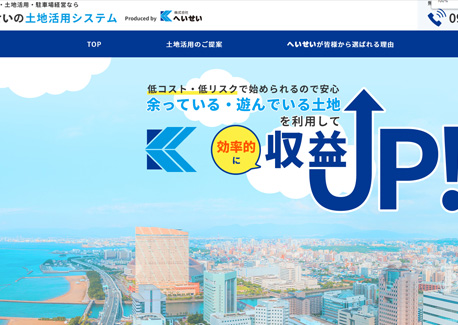 ・土地活用・駐車場経営なら
いの土地活用システム Produced by 株式会社 へいせい
TOP 土地活用のご提案 へいせいが皆様から選ばれる理由
低コスト・低リスクで始められるので安心
余っている・遊んでいる土地
を利用して
効率的に 収益UP!